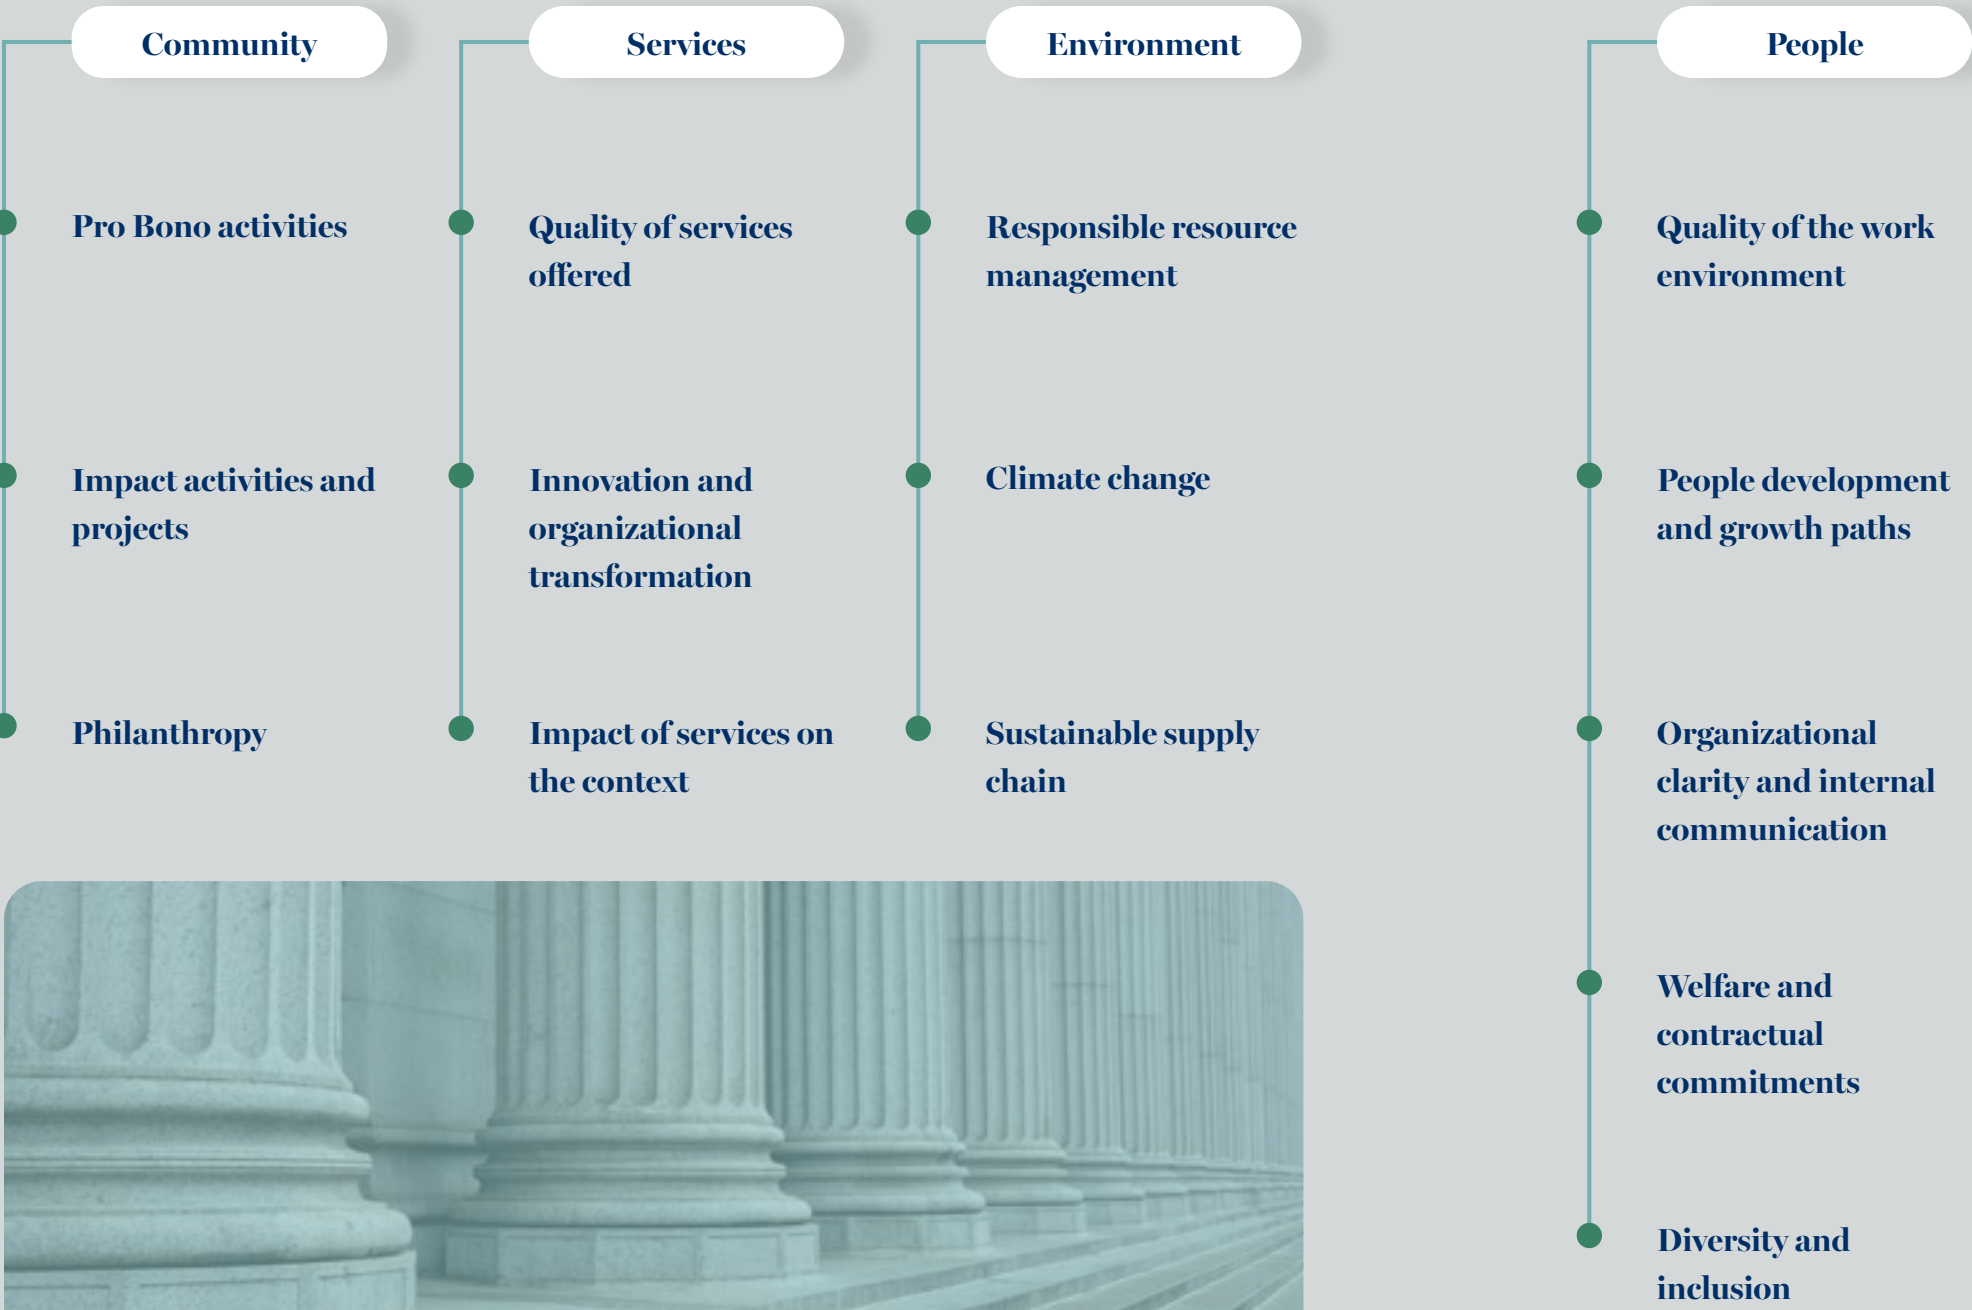 Community
Pro Bono activities
Impact activities and
projects
Philanthropy
Services
Quality of services
offered
Innovation and
organizational
transformation
Impact of services on
the context
Environment
Responsible resource
management
Climate change
Sustainable supply
chain
People
Quality of the work
environment
People development
and growth paths
Organizational
clarity and internal
communication
Welfare and
contractual
commitments
Diversity and
inclusion